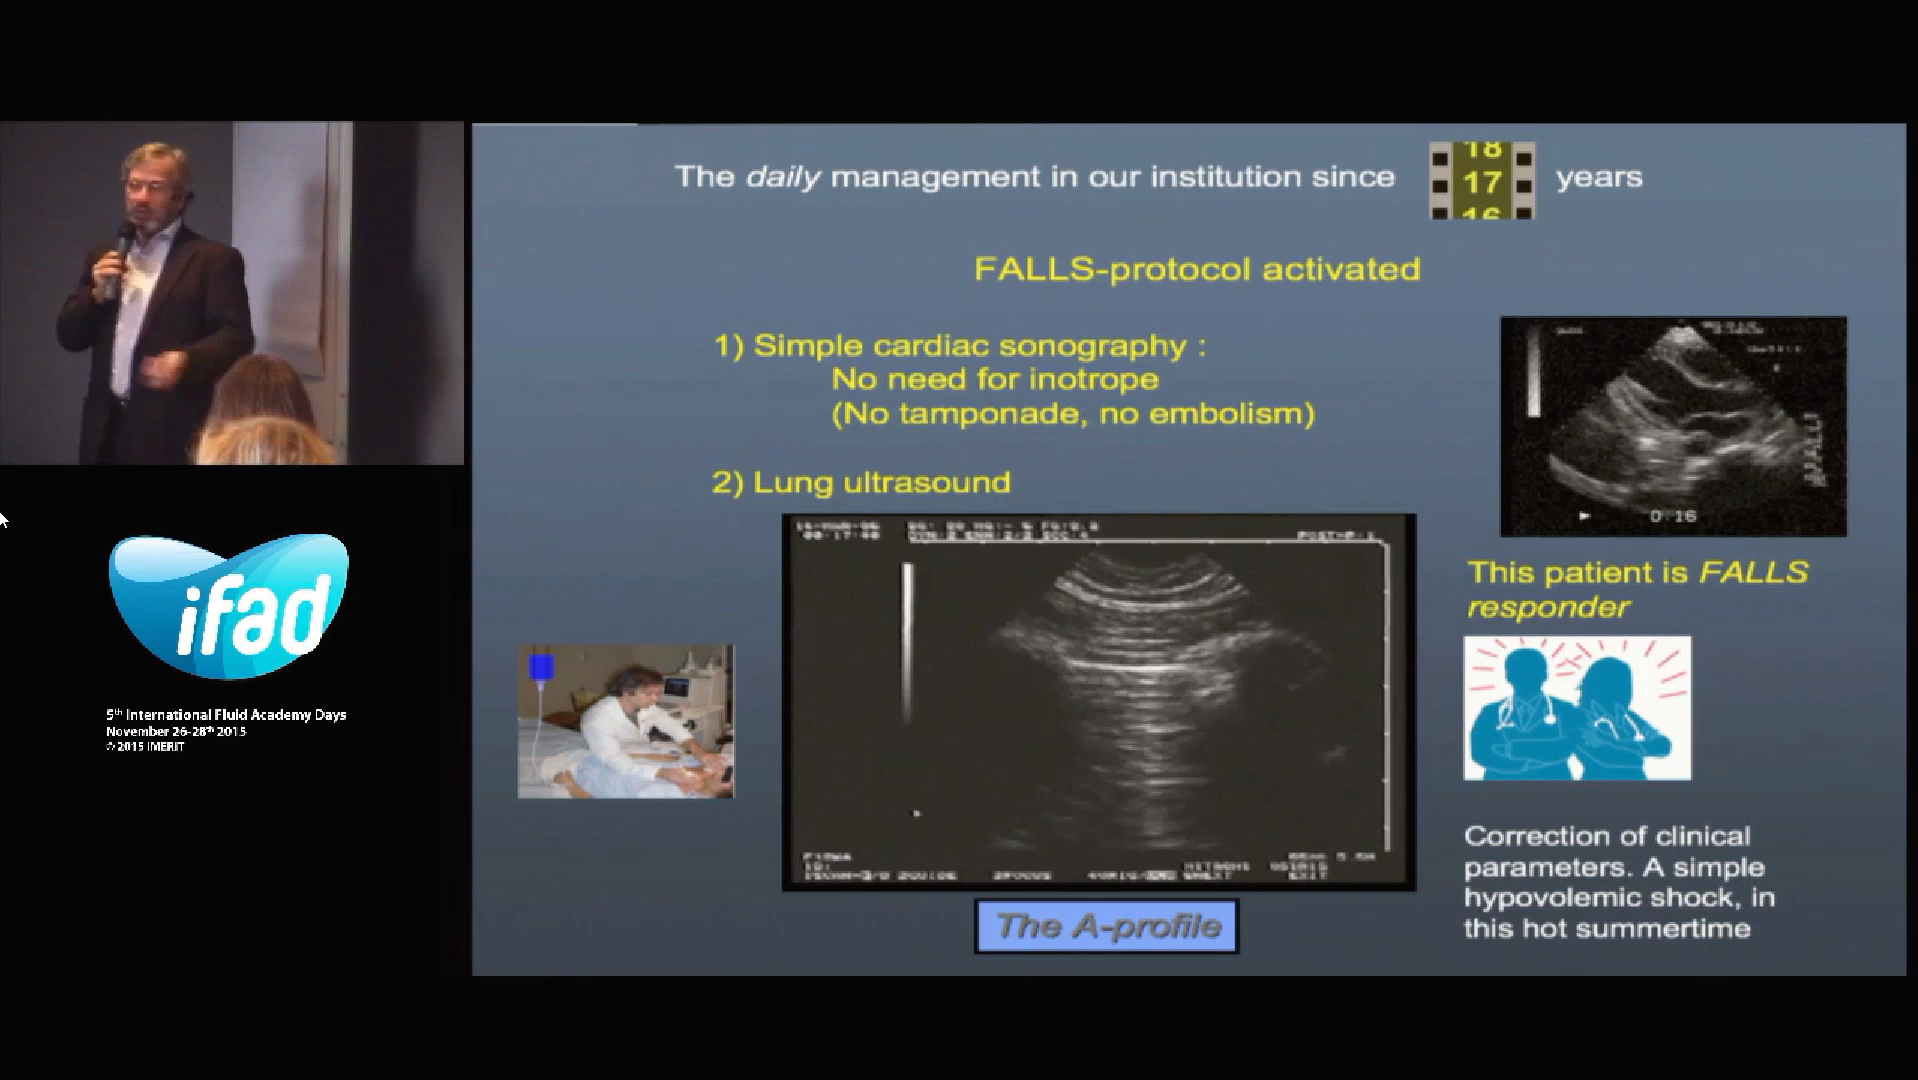 The daily management in our institution since 18 17 16 years
FALLS-protocol activated
1) Simple cardiac sonography :
No need for inotrope
(No tamponade, no embolism)
2) Lung ultrasound
0:16
This patient is FALLS
responder
Correction of clinical
parameters. A simple
hypovolemic shock, in
this hot summertime
The A-profile
ifad
5th International Fluid Academy Days
November 26-28th 2015
© 2015 IMERIT